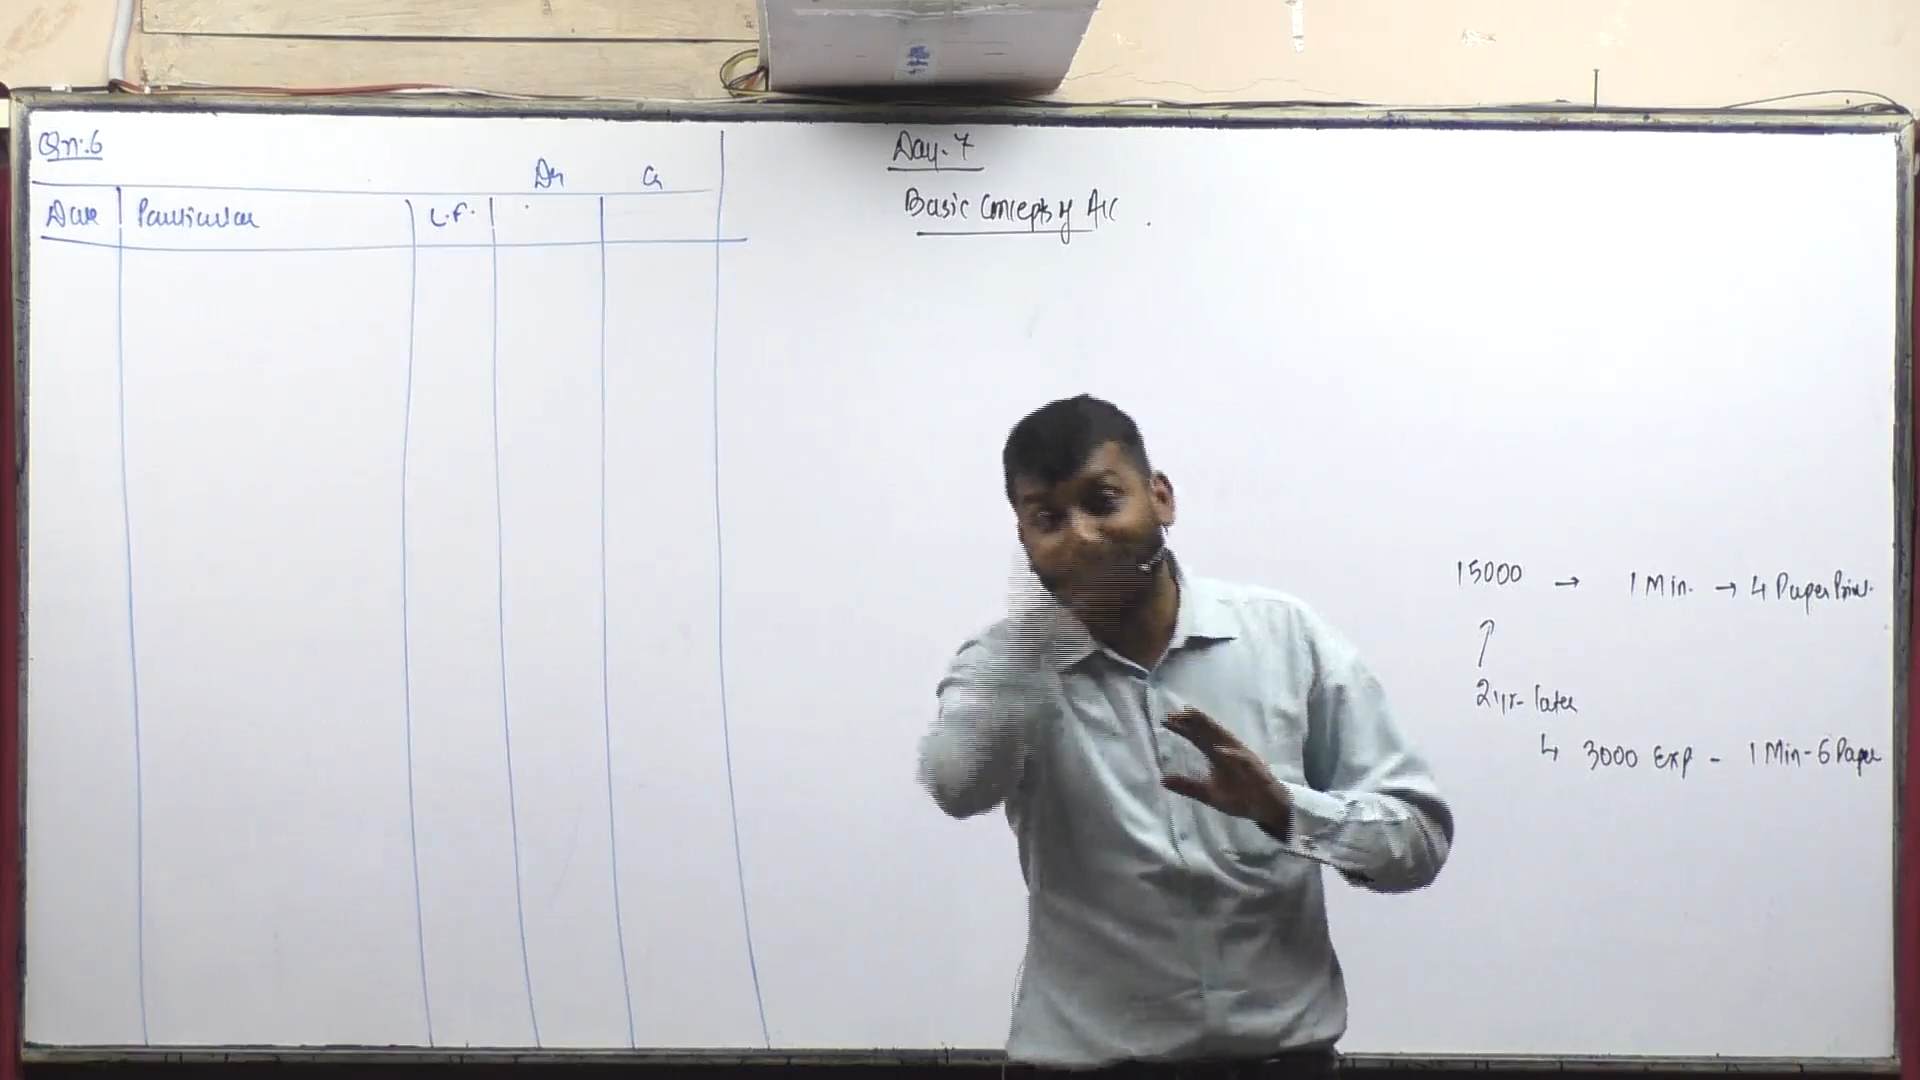 Qn:6
Dr Cr
Date Particular L.F.
Day-7
Basic Concepts of A/c
15000 → 1 Min. → 4 Paper Print.
↑
2yr- later
↳ 3000 Exp - 1 Min - 6 Paper